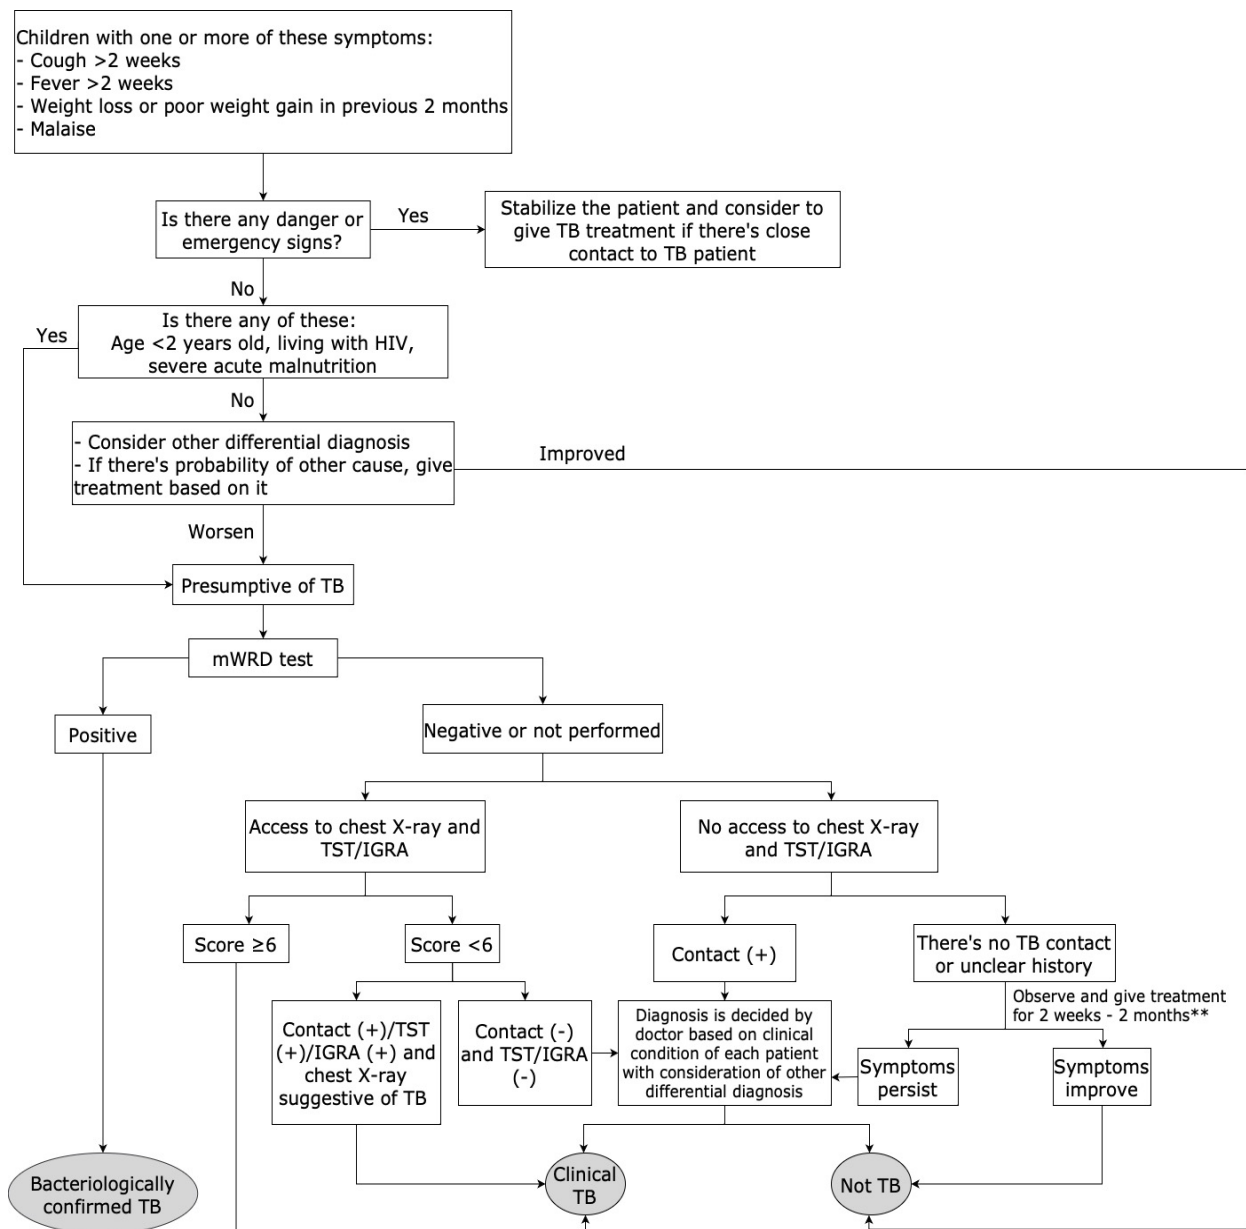 Children with one or more of these symptoms:
- Cough >2 weeks
- Fever >2 weeks
- Weight loss or poor weight gain in previous 2 months
- Malaise
Is there any danger or
emergency signs?
Yes
Stabilize the patient and consider to
give TB treatment if there's close
contact to TB patient
No
Is there any of these:
Age <2 years old, living with HIV,
severe acute malnutrition
Yes
No
- Consider other differential diagnosis
- If there's probability of other cause, give
treatment based on it
Improved
Worsen
Presumptive of TB
mWRD test
Positive
Negative or not performed
Access to chest X-ray and
TST/IGRA
No access to chest X-ray
and TST/IGRA
Score ≥6
Score <6
Contact (+)
There's no TB contact
or unclear history
Observe and give treatment
for 2 weeks - 2 months**
Contact (+)/TST
(+)/IGRA (+) and
chest X-ray
suggestive of TB
Contact (-)
and TST/IGRA
(-)
Diagnosis is decided by
doctor based on clinical
condition of each patient
with consideration of other
differential diagnosis
Symptoms
persist
Symptoms
improve
Bacteriologically
confirmed TB
Clinical
TB
Not TB